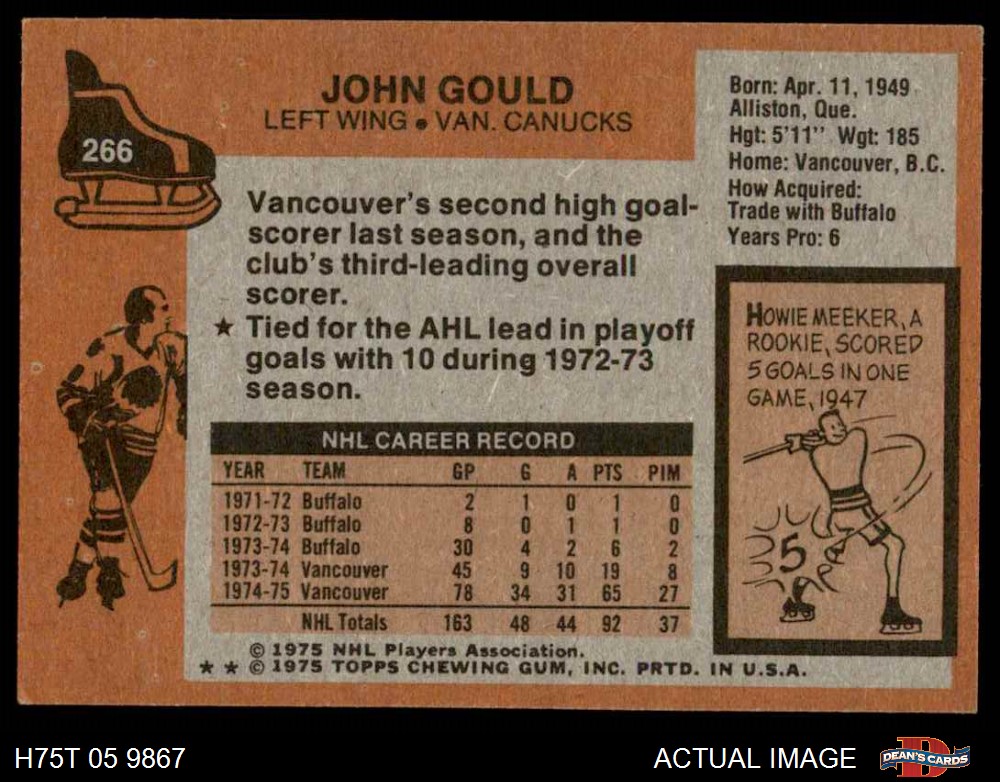 JOHN GOULD
LEFT WING • VAN. CANUCKS
266
Born: Apr. 11, 1949
Alliston, Que.
Hgt: 5'11'' Wgt: 185
Home: Vancouver, B.C.
How Acquired:
Trade with Buffalo
Years Pro: 6
Vancouver's second high goal-
scorer last season, and the
club's third-leading overall
scorer.
★ Tied for the AHL lead in playoff
goals with 10 during 1972-73
season.
HOWIE MEEKER, A
ROOKIE, SCORED
5 GOALS IN ONE
GAME, 1947
5
NHL CAREER RECORD
YEAR TEAM GP G A PTS PIM
1971-72 Buffalo 2 1 0 1 0
1972-73 Buffalo 8 0 1 1 0
1973-74 Buffalo 30 4 2 6 2
1973-74 Vancouver 45 9 10 19 8
1974-75 Vancouver 78 34 31 65 27
NHL Totals 163 48 44 92 37
© 1975 NHL Players Association.
★ ★ © 1975 TOPPS CHEWING GUM, INC. PRTD. IN U.S.A.
H75T 05 9867
ACTUAL IMAGE
D
DEAN'S CARDS